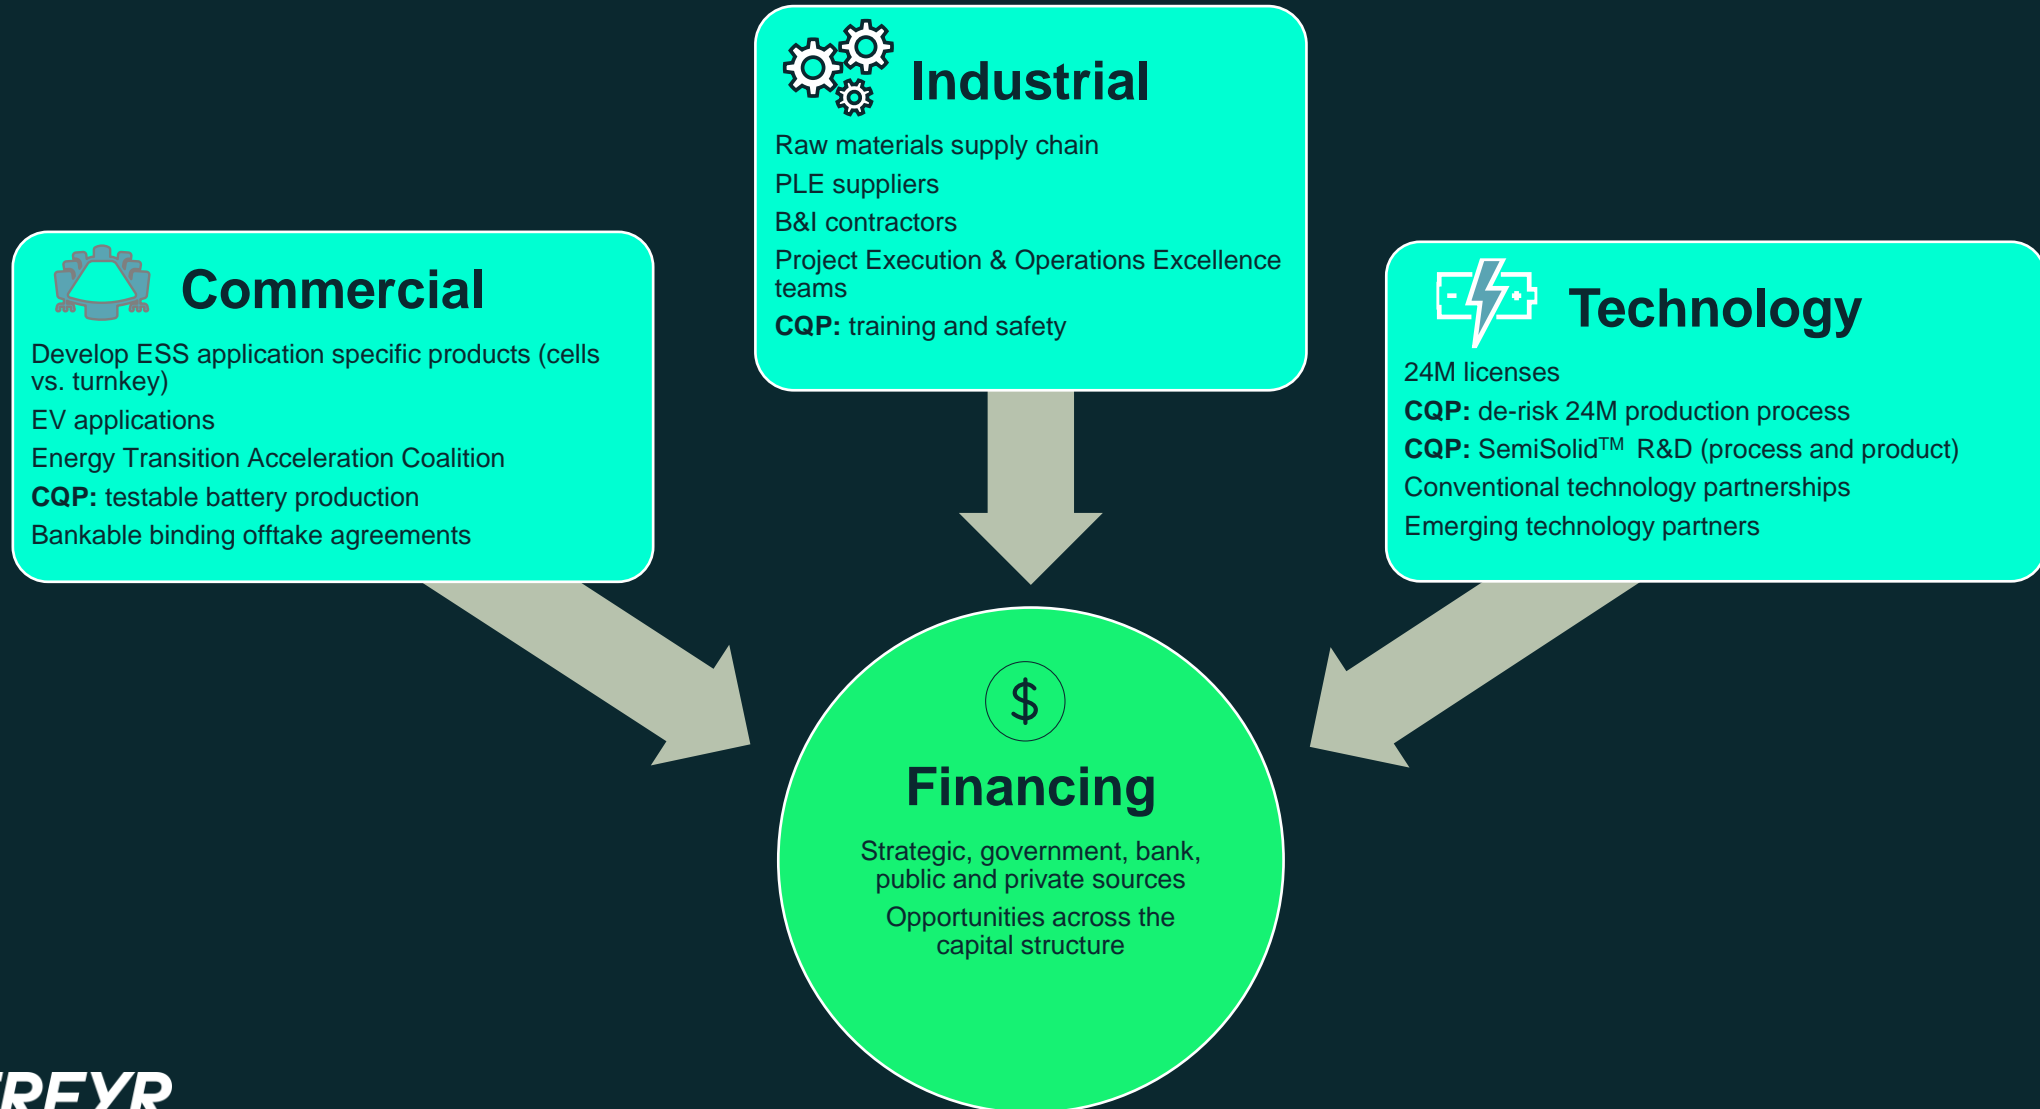 Industrial
Raw materials supply chain
PLE suppliers
B&I contractors
Project Execution & Operations Excellence
teams
CQP: training and safety
Commercial
Develop ESS application specific products (cells
vs. turnkey)
EV applications
Energy Transition Acceleration Coalition
CQP: testable battery production
Bankable binding offtake agreements
Technology
24M licenses
CQP: de-risk 24M production process
CQP: SemiSolid™ R&D (process and product)
Conventional technology partnerships
Emerging technology partners
$
Financing
Strategic, government, bank,
public and private sources
Opportunities across the
capital structure
FREYR